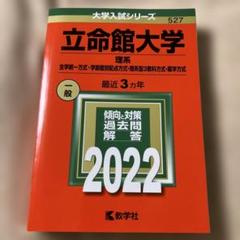 大学入試シリーズ
527
立命館大学
理系
全学統一方式・学部個別配点方式・理系型3教科方式・薬学方式
一般
最近3カ年
傾向と対策
過去問
解答
2022
教学社